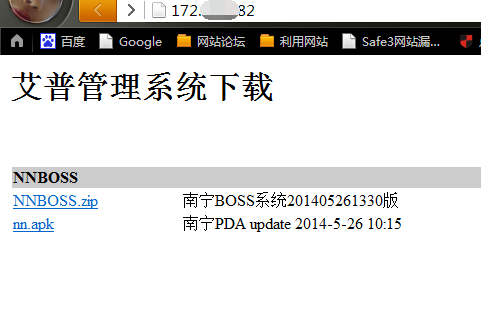 172.    82
百度 Google 网站论坛 利用网站 Safe3网站漏...
艾普管理系统下载
NNBOSS
NNBOSS.zip 南宁BOSS系统201405261330版
nn.apk 南宁PDA update 2014-5-26 10:15